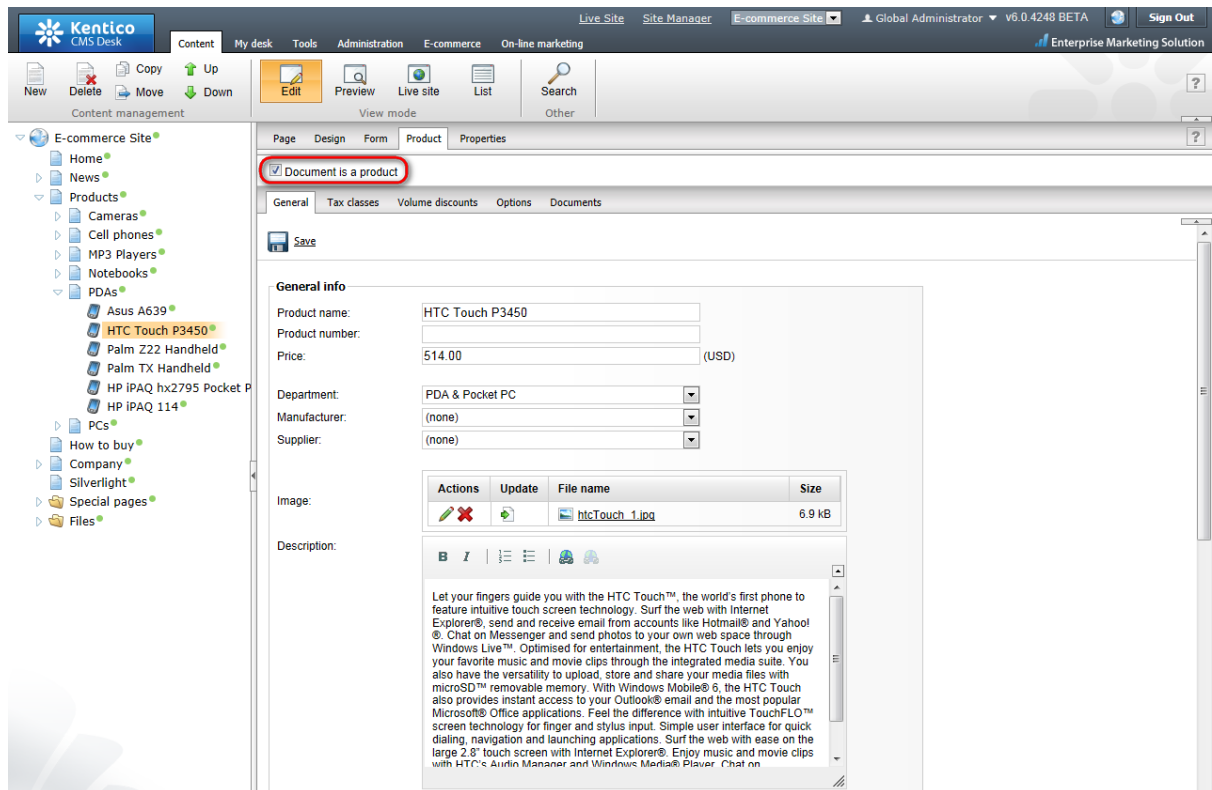 Kentico
CMS Desk
Live Site Site Manager E-commerce Site Global Administrator v6.0.4248 BETA Sign Out
Content My desk Tools Administration E-commerce On-line marketing Enterprise Marketing Solution
New Delete Copy Move Up Down
Content management
Edit Preview Live site List
View mode
Search
Other
?
E-commerce Site
Home
News
Products
Cameras
Cell phones
MP3 Players
Notebooks
PDAs
Asus A639
HTC Touch P3450
Palm Z22 Handheld
Palm TX Handheld
HP iPAQ hx2795 Pocket P
HP iPAQ 114
PCs
How to buy
Company
Silverlight
Special pages
Files
Page Design Form Product Properties
?
Document is a product
General Tax classes Volume discounts Options Documents
Save
General info
Product name: HTC Touch P3450
Product number:
Price: 514.00 (USD)
Department: PDA & Pocket PC
Manufacturer: (none)
Supplier: (none)
Image:
Actions Update File name Size
htcTouch_1.jpg 6.9 kB
Description:
B I
Let your fingers guide you with the HTC Touch™, the world's first phone to
feature intuitive touch screen technology. Surf the web with Internet
Explorer®, send and receive email from accounts like Hotmail® and Yahoo!
®. Chat on Messenger and send photos to your own web space through
Windows Live™. Optimised for entertainment, the HTC Touch lets you enjoy
your favorite music and movie clips through the integrated media suite. You
also have the versatility to upload, store and share your media files with
microSD™ removable memory. With Windows Mobile® 6, the HTC Touch
also provides instant access to your Outlook® email and the most popular
Microsoft® Office applications. Feel the difference with intuitive TouchFLO™
screen technology for finger and stylus input. Simple user interface for quick
dialing, navigation and launching applications. Surf the web with ease on the
large 2.8" touch screen with Internet Explorer®. Enjoy music and movie clips
with HTC's Audio Manager and Windows Media® Player. Chat on